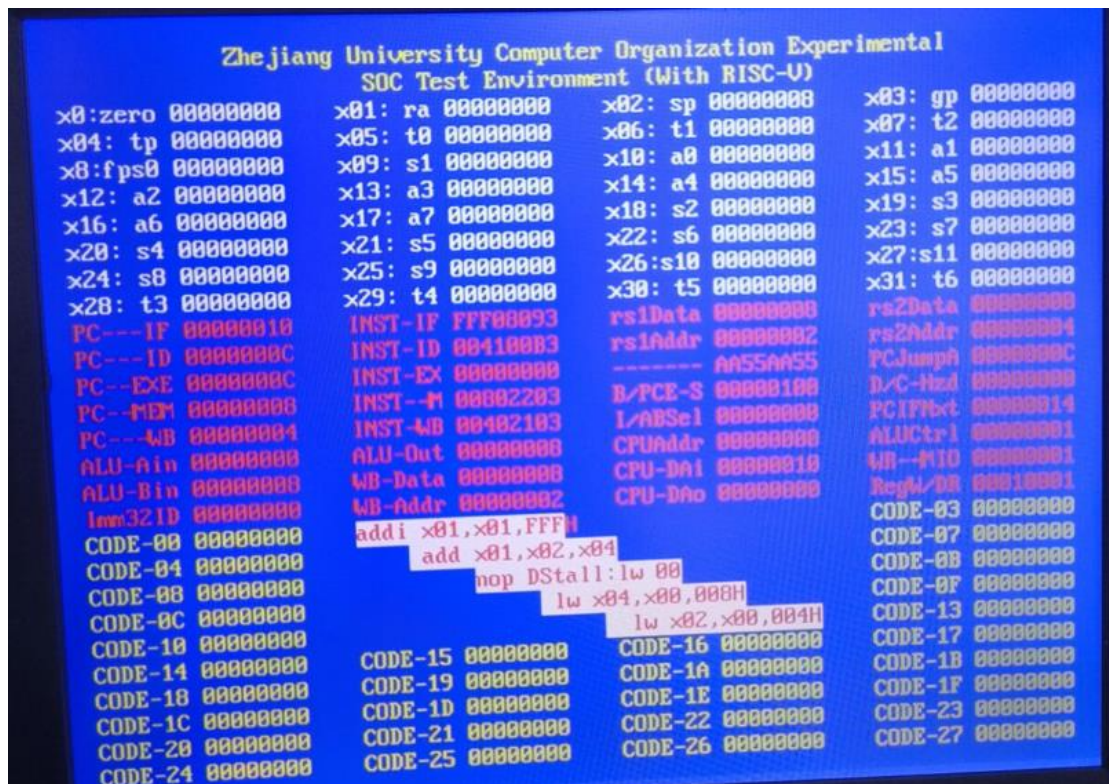 Zhejiang University Computer Organization Experimental
SOC Test Environment (With RISC-V)
x0:zero 00000000 x01: ra 00000000 x02: sp 00000008 x03: gp 00000000
x04: tp 00000000 x05: t0 00000000 x06: t1 00000000 x07: t2 00000000
x8:fps0 00000000 x09: s1 00000000 x10: a0 00000000 x11: a1 00000000
x12: a2 00000000 x13: a3 00000000 x14: a4 00000000 x15: a5 00000000
x16: a6 00000000 x17: a7 00000000 x18: s2 00000000 x19: s3 00000000
x20: s4 00000000 x21: s5 00000000 x22: s6 00000000 x23: s7 00000000
x24: s8 00000000 x25: s9 00000000 x26:s10 00000000 x27:s11 00000000
x28: t3 00000000 x29: t4 00000000 x30: t5 00000000 x31: t6 00000000
PC---IF 00000010 INST-IF FFF08093 rs1Data 00000008 rs2Data 00000000
PC---ID 0000000C INST-ID 004100B3 rs1Addr 00000002 rs2Addr 00000004
PC--EXE 0000000C INST-EX 00000000 ------- AA55AA55 PCJumpA 0000000C
PC--MEM 00000008 INST--M 00802203 B/PCE-S 00000100 D/C-Hzd 00000000
PC---WB 00000004 INST-WB 00402103 I/ABSel 00000000 PCIFNxt 00000014
ALU-Ain 00000000 ALU-Out 00000008 CPUAddr 00000000 ALUCtrl 00000001
ALU-Bin 00000008 WB-Data 00000008 CPU-DAi 00000010 WB--MIO 00000001
Imm32ID 00000000 WB-Addr 00000002 CPU-DAo 00000000 RegW/DR 00010001
CODE-00 00000000 addi x01,x01,FFFH CODE-03 00000000
CODE-04 00000000 add x01,x02,x04 CODE-07 00000000
CODE-08 00000000 nop DStall:lw 00 CODE-0B 00000000
CODE-0C 00000000 lw x04,x00,008H CODE-0F 00000000
CODE-10 00000000 lw x02,x00,004H CODE-13 00000000
CODE-14 00000000 CODE-15 00000000 CODE-16 00000000 CODE-17 00000000
CODE-18 00000000 CODE-19 00000000 CODE-1A 00000000 CODE-1B 00000000
CODE-1C 00000000 CODE-1D 00000000 CODE-1E 00000000 CODE-1F 00000000
CODE-20 00000000 CODE-21 00000000 CODE-22 00000000 CODE-23 00000000
CODE-24 00000000 CODE-25 00000000 CODE-26 00000000 CODE-27 00000000